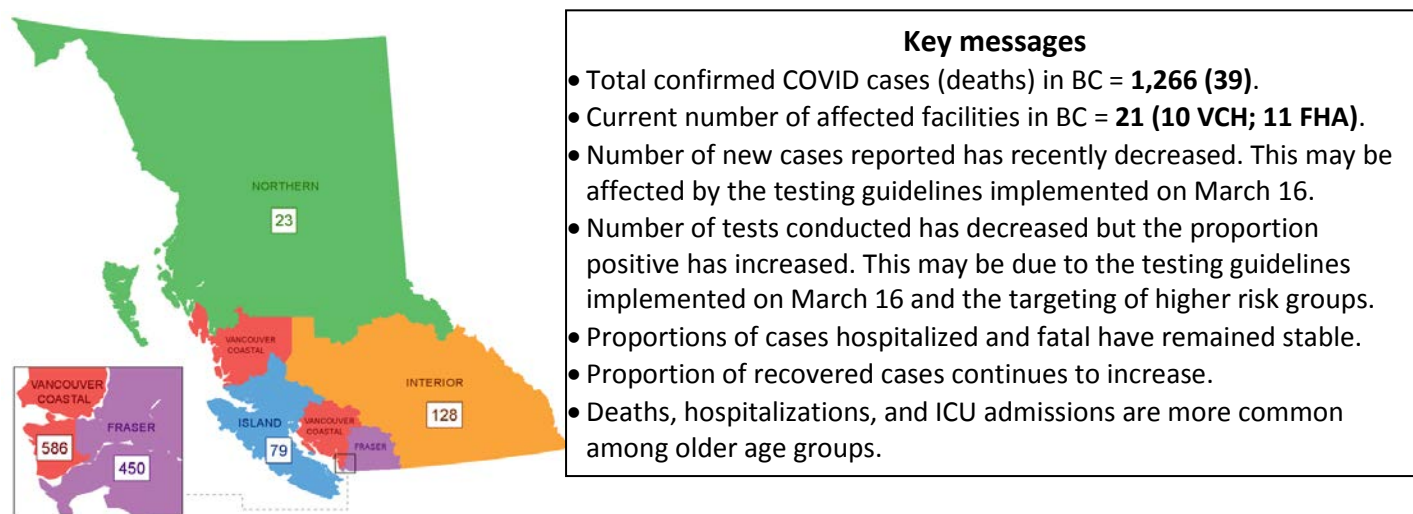 NORTHERN
23
VANCOUVER
COASTAL
INTERIOR
128
ISLAND
79
VANCOUVER
COASTAL
FRASER
VANCOUVER
COASTAL
FRASER
586
450
Key messages
• Total confirmed COVID cases (deaths) in BC = 1,266 (39).
• Current number of affected facilities in BC = 21 (10 VCH; 11 FHA).
• Number of new cases reported has recently decreased. This may be
affected by the testing guidelines implemented on March 16.
• Number of tests conducted has decreased but the proportion
positive has increased. This may be due to the testing guidelines
implemented on March 16 and the targeting of higher risk groups.
• Proportions of cases hospitalized and fatal have remained stable.
• Proportion of recovered cases continues to increase.
• Deaths, hospitalizations, and ICU admissions are more common
among older age groups.